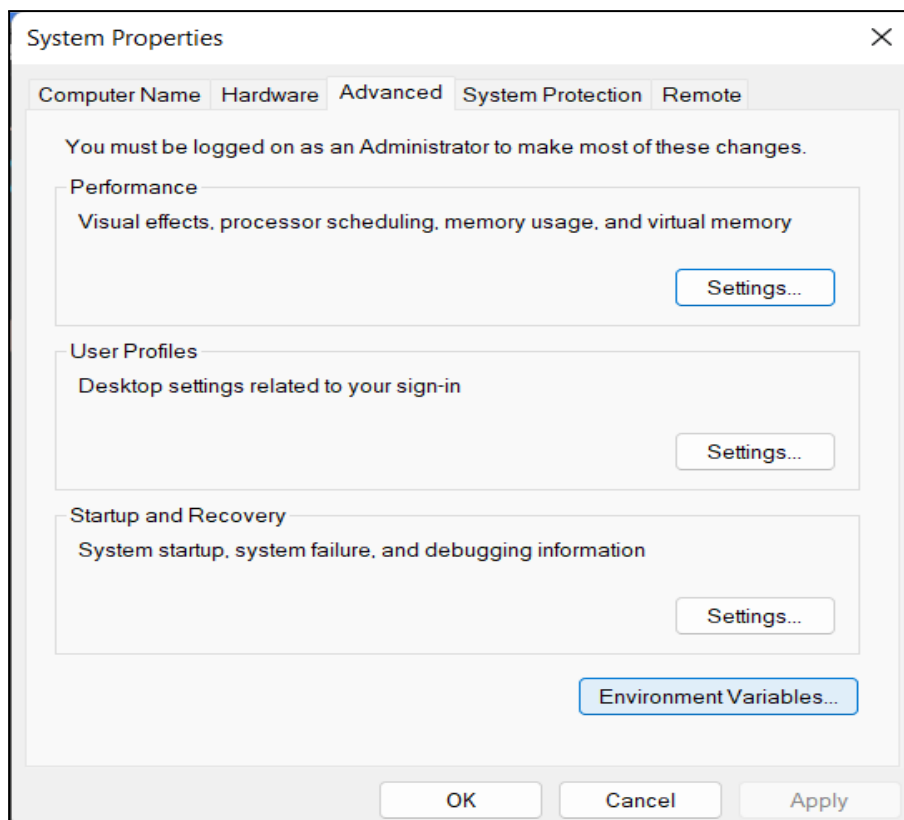 System Properties
Computer Name Hardware Advanced System Protection Remote
You must be logged on as an Administrator to make most of these changes.
Performance
Visual effects, processor scheduling, memory usage, and virtual memory
Settings...
User Profiles
Desktop settings related to your sign-in
Settings...
Startup and Recovery
System startup, system failure, and debugging information
Settings...
Environment Variables...
OK Cancel Apply